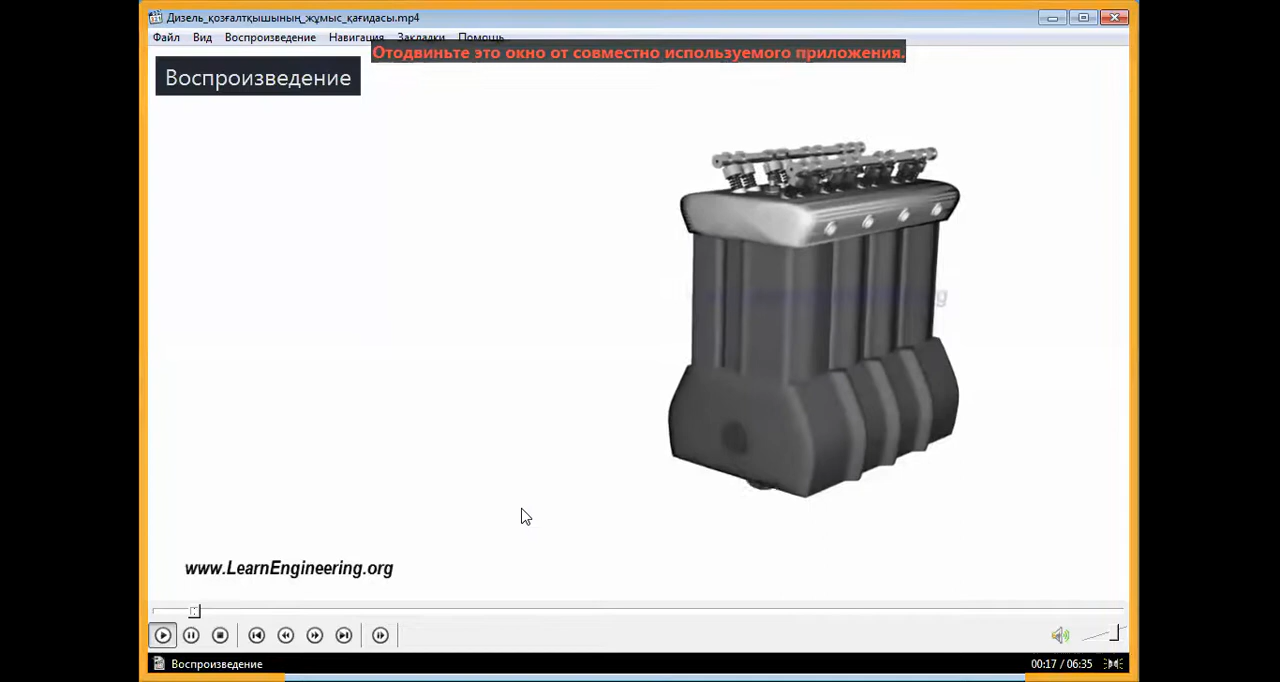 Дизель_қозғалтқышының_жұмыс_қағидасы.mp4
Файл Вид Воспроизведение Навигация Закладки Помощь
Отодвиньте это окно от совместно используемого приложения.
Воспроизведение
www.LearnEngineering.org
Воспроизведение
00:17 / 06:35